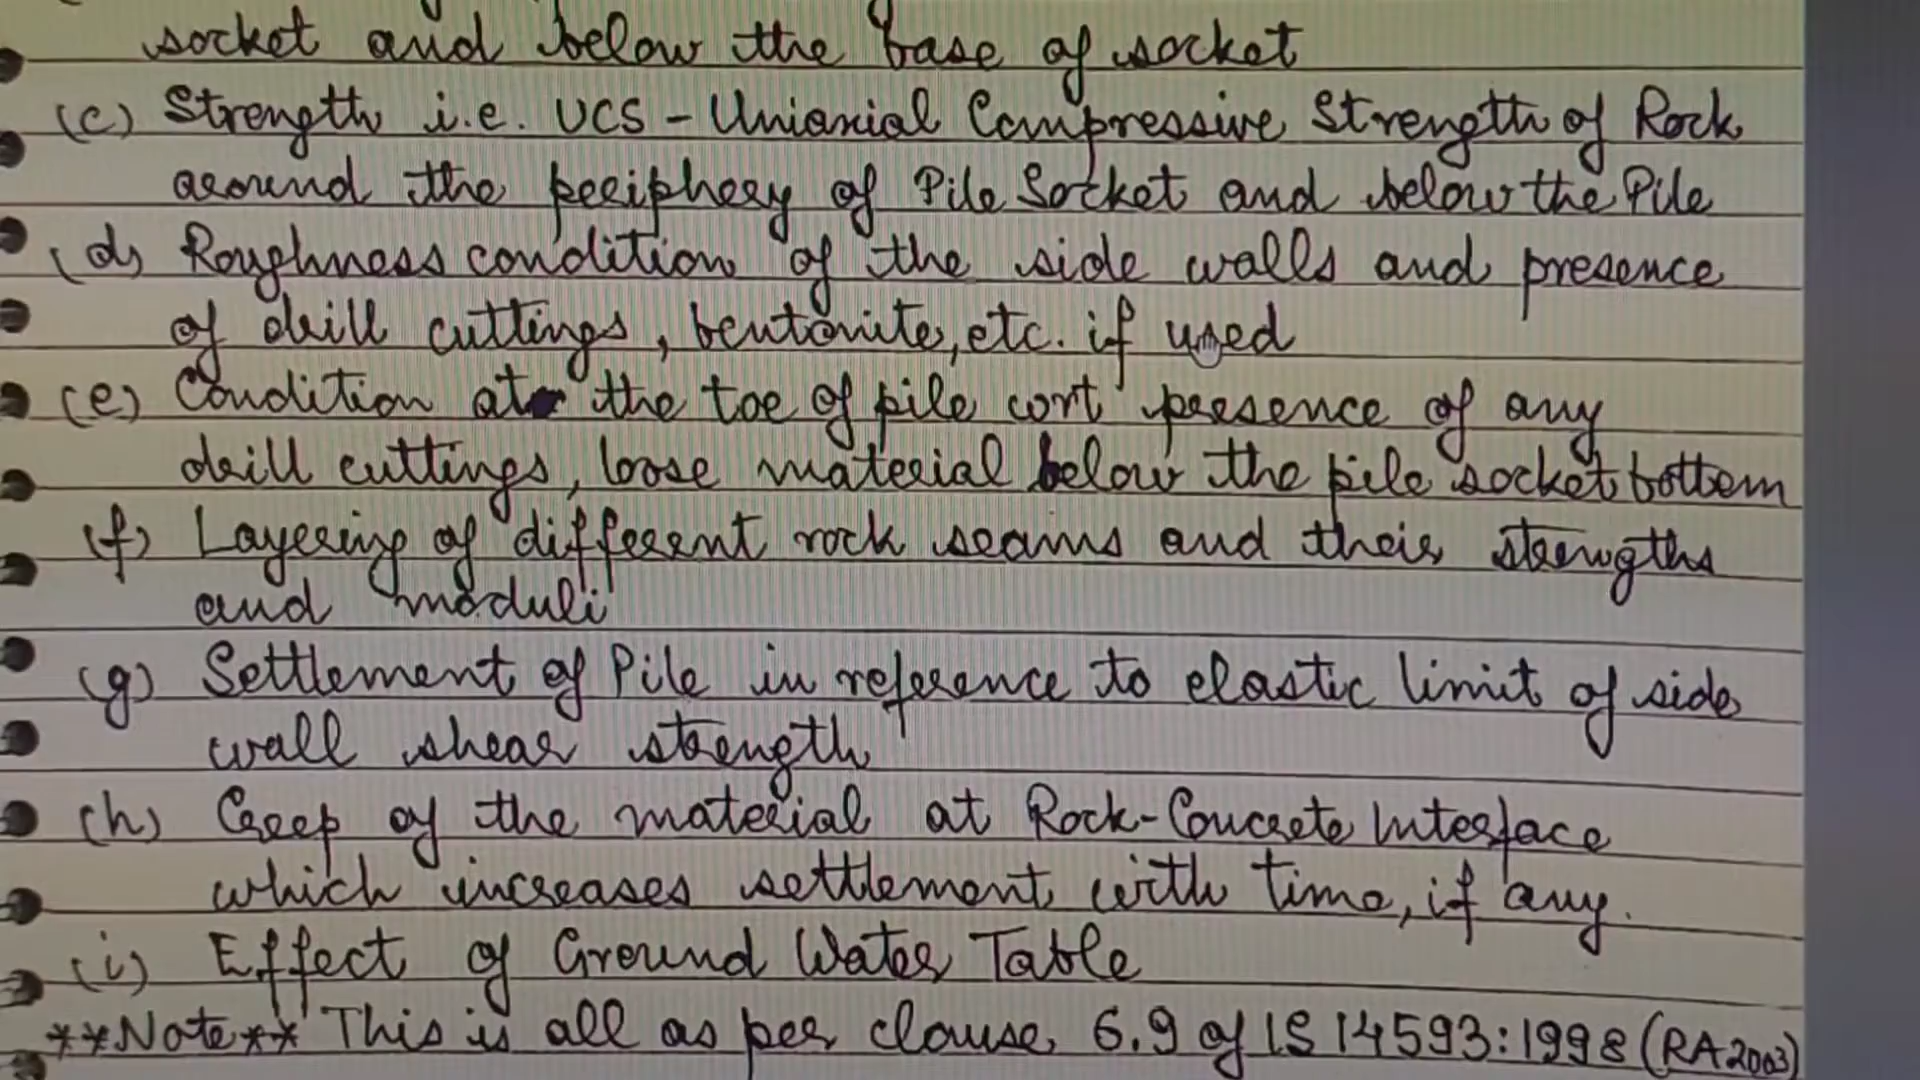 socket and below the base of socket
(c) Strength i.e. UCS - Uniaxial Compressive Strength of Rock
around the periphery of Pile Socket and below the Pile
(d) Roughness condition of the side walls and presence
of drill cuttings, bentonite, etc. if used
(e) Condition at the toe of pile wrt presence of any
drill cuttings, loose material below the pile socket bottom
(f) Layering of different rock seams and their strengths
and moduli
(g) Settlement of Pile in reference to elastic limit of side
wall shear strength
(h) Creep of the material at Rock-Concrete Interface
which increases settlement with time, if any.
(i) Effect of Ground Water Table
**Note** This is all as per clause 6.9 of IS 14593:1998 (RA2003)